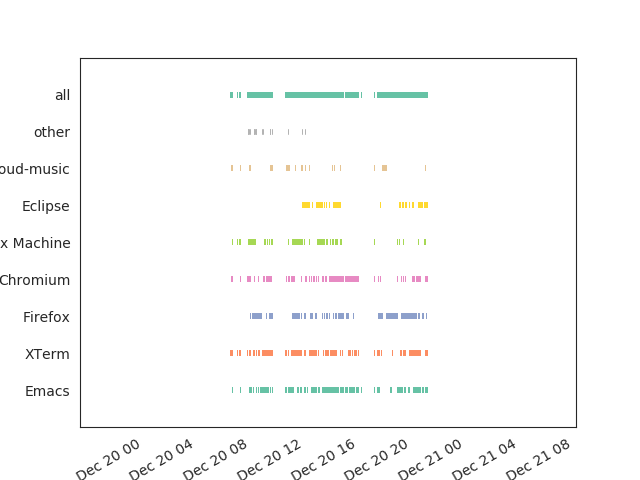 all
other
oud-music
Eclipse
x Machine
Chromium
Firefox
XTerm
Emacs
Dec 20 00
Dec 20 04
Dec 20 08
Dec 20 12
Dec 20 16
Dec 20 20
Dec 21 00
Dec 21 04
Dec 21 08